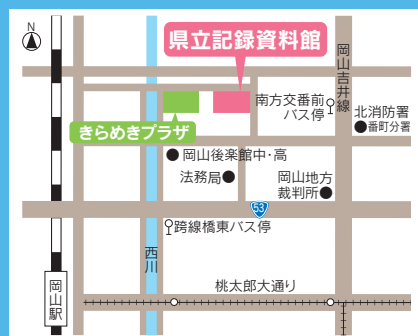 N
県立記録資料館
岡山吉井線
南方交番前
バス停
北消防署
番町分署
きらめきプラザ
岡山後楽館中・高
法務局
岡山地方
裁判所
53
跨線橋東バス停
西川
岡山駅
桃太郎大通り